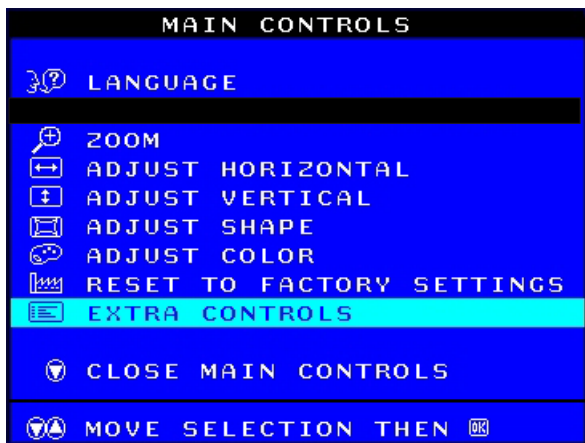 MAIN CONTROLS
LANGUAGE
ZOOM
ADJUST HORIZONTAL
ADJUST VERTICAL
ADJUST SHAPE
ADJUST COLOR
RESET TO FACTORY SETTINGS
EXTRA CONTROLS
CLOSE MAIN CONTROLS
MOVE SELECTION THEN OK